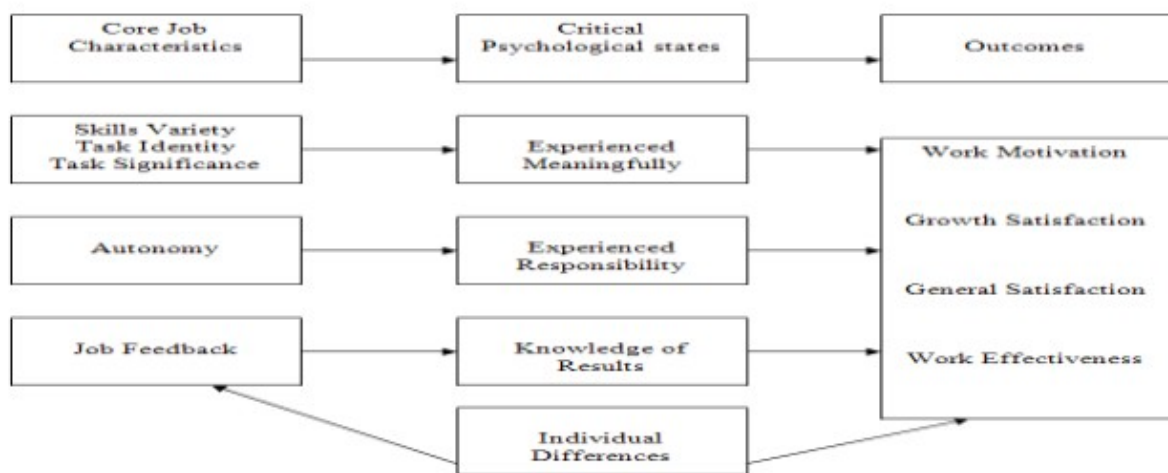 Core Job
Characteristics
Critical
Psychological states
Outcomes
Skills Variety
Task Identity
Task Significance
Experienced
Meaningfully
Work Motivation
Growth Satisfaction
General Satisfaction
Work Effectiveness
Autonomy
Experienced
Responsibility
Job Feedback
Knowledge of
Results
Individual
Differences